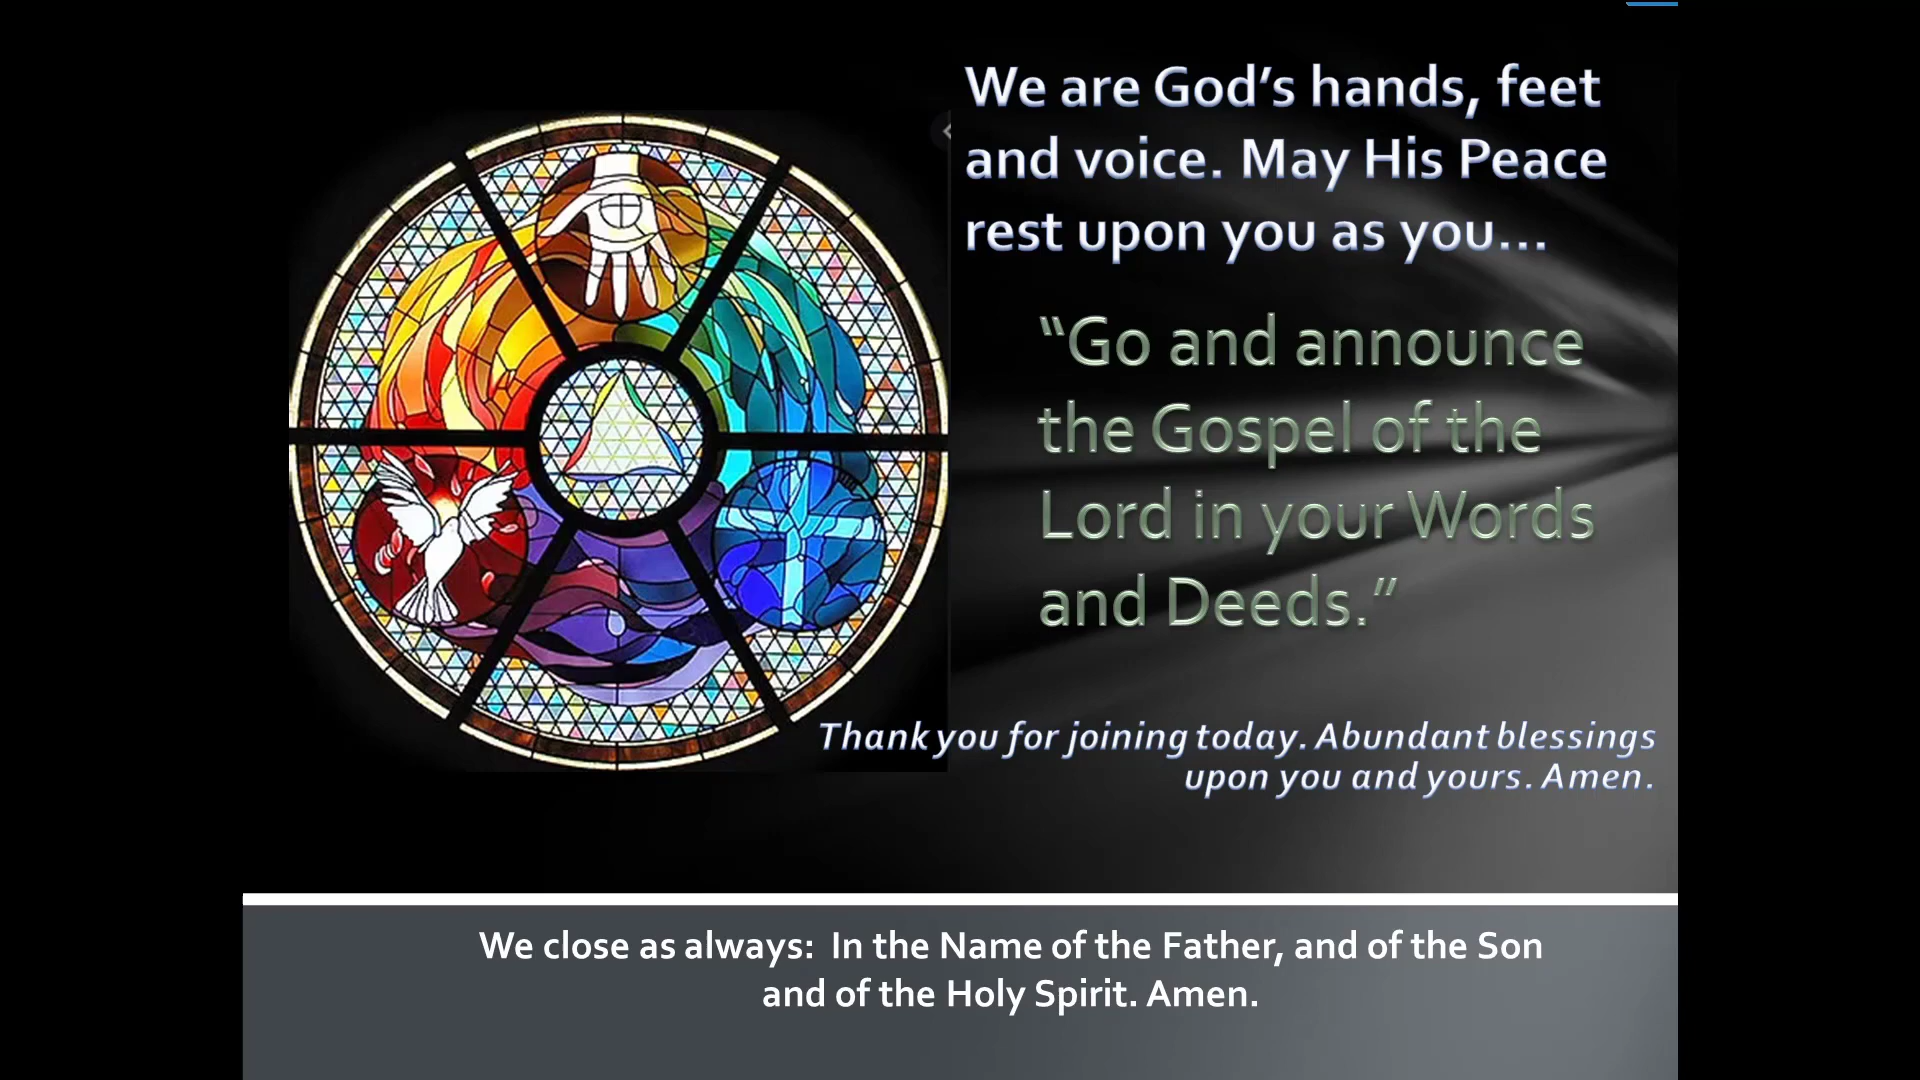 We are God’s hands, feet
and voice. May His Peace
rest upon you as you…
“Go and announce
the Gospel of the
Lord in your Words
and Deeds.”
Thank you for joining today. Abundant blessings
upon you and yours. Amen.
We close as always:  In the Name of the Father, and of the Son
and of the Holy Spirit. Amen.